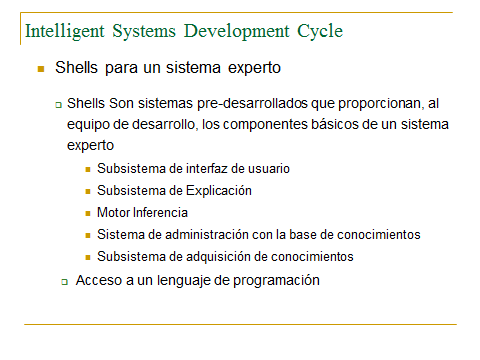 Intelligent Systems Development Cycle
Shells para un sistema experto
Shells Son sistemas pre-desarrollados que proporcionan, al
equipo de desarrollo, los componentes básicos de un sistema
experto
Subsistema de interfaz de usuario
Subsistema de Explicación
Motor Inferencia
Sistema de administración con la base de conocimientos
Subsistema de adquisición de conocimientos
Acceso a un lenguaje de programación